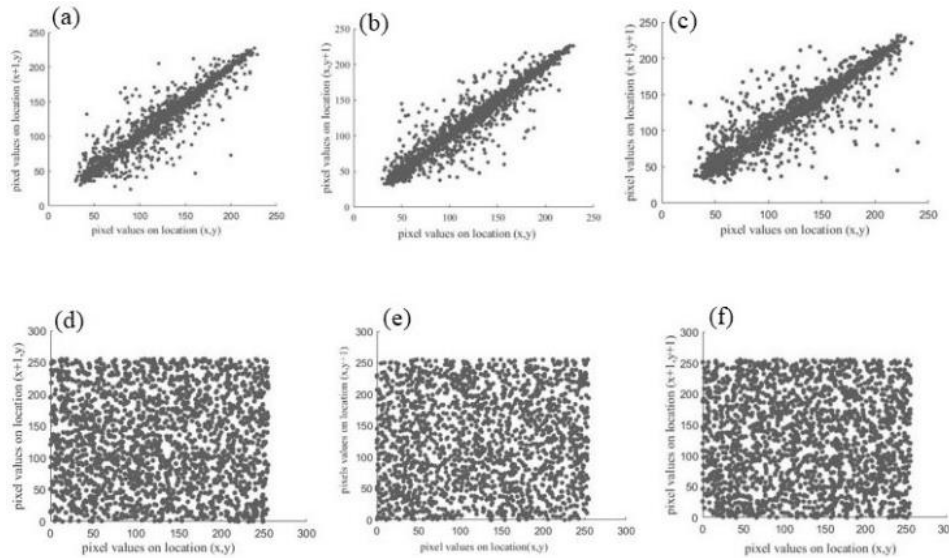 (a)
pixel values on location (x+1,y)
250
200
150
100
50
0
0 50 100 150 200 250
pixel values on location (x,y)
(b)
pixel values on location (x,y+1)
250
200
150
100
50
0
0 50 100 150 200 250
pixel values on location (x,y)
(c)
pixel values on location (x+1,y+1)
250
200
150
100
50
0
0 50 100 150 200 250
pixel values on location (x,y)
(d)
pixel values on location (x+1,y)
300
250
200
150
100
50
0
0 50 100 150 200 250 300
pixel values on location (x,y)
(e)
pixels values on location (x,y+1)
300
250
200
150
100
50
0
0 50 100 150 200 250 300
pixel values on location(x,y)
(f)
pixel values on location (x+1,y+1)
300
250
200
150
100
50
0
0 50 100 150 200 250 300
pixel values on location (x,y)